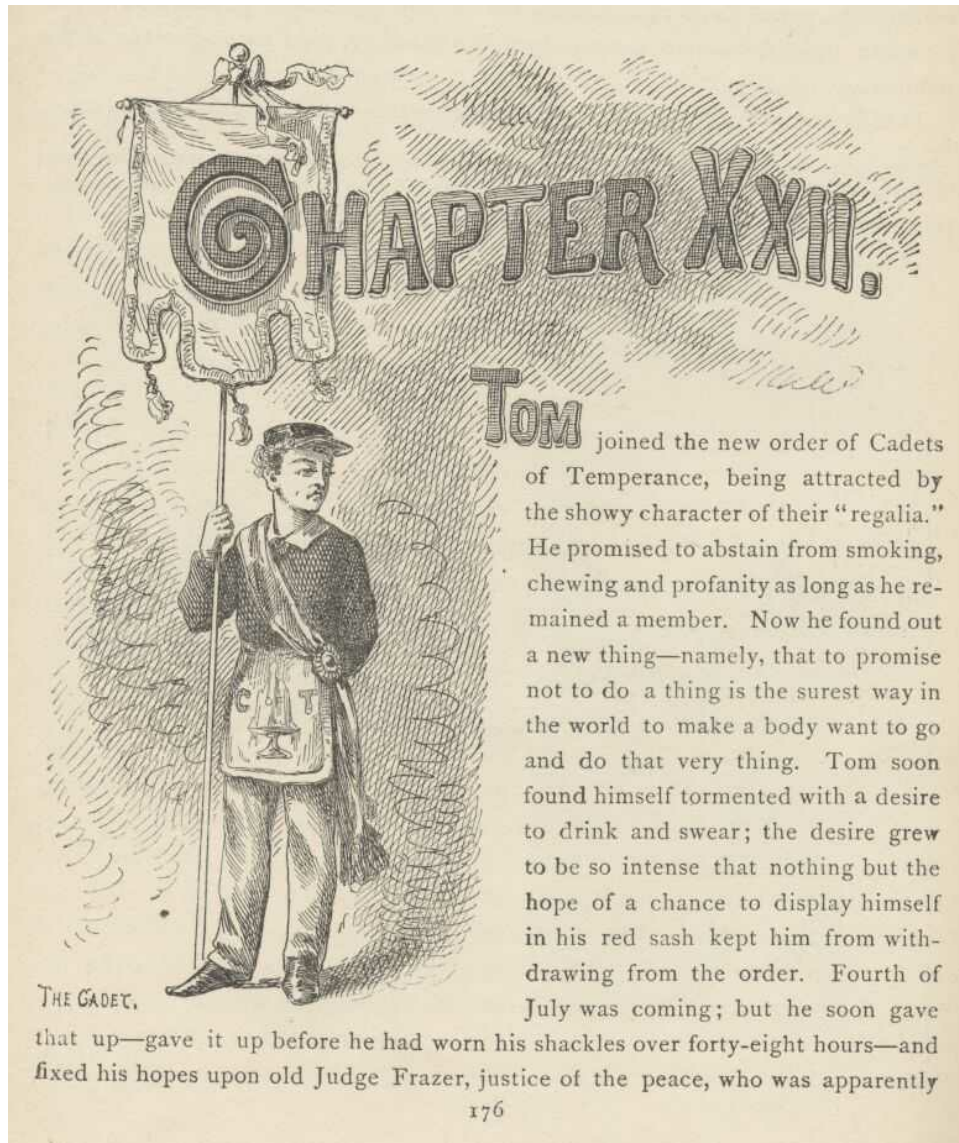 CHAPTER XXII.
TOM joined the new order of Cadets
of Temperance, being attracted by
the showy character of their "regalia."
He promised to abstain from smoking,
chewing and profanity as long as he re-
mained a member. Now he found out
a new thing—namely, that to promise
not to do a thing is the surest way in
the world to make a body want to go
and do that very thing. Tom soon
found himself tormented with a desire
to drink and swear; the desire grew
to be so intense that nothing but the
hope of a chance to display himself
in his red sash kept him from with-
drawing from the order. Fourth of
July was coming; but he soon gave
that up—gave it up before he had worn his shackles over forty-eight hours—and
fixed his hopes upon old Judge Frazer, justice of the peace, who was apparently
C T
THE CADET.
176